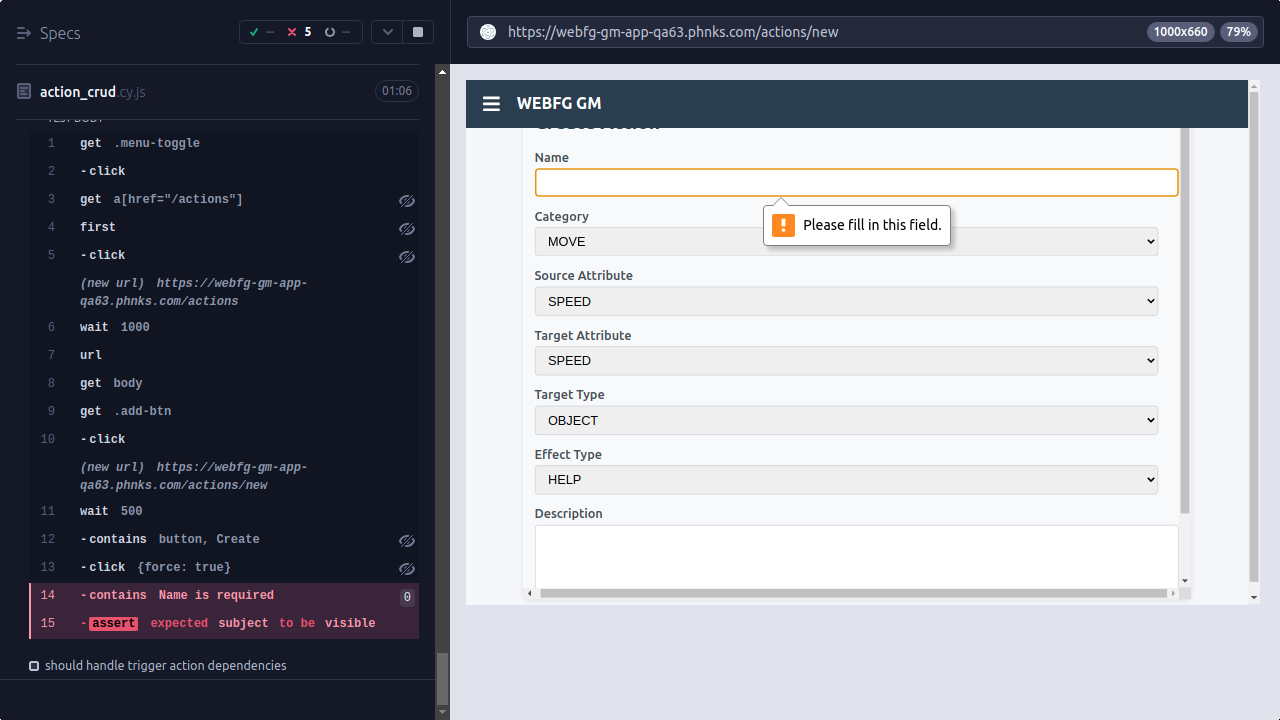 Specs
-- 5 --
https://webfg-gm-app-qa63.phnks.com/actions/new
1000x660
79%
action_crud.cy.js
01:06
TEST BODY
1 get .menu-toggle
2 -click
3 get a[href="/actions"]
4 first
5 -click
(new url) https://webfg-gm-app-
qa63.phnks.com/actions
6 wait 1000
7 url
8 get body
9 get .add-btn
10 -click
(new url) https://webfg-gm-app-
qa63.phnks.com/actions/new
11 wait 500
12 -contains button, Create
13 -click {force: true}
14 -contains Name is required 0
15 -assert expected subject to be visible
should handle trigger action dependencies
WEBFG GM
Create Action
Name
Please fill in this field.
Category
MOVE
Source Attribute
SPEED
Target Attribute
SPEED
Target Type
OBJECT
Effect Type
HELP
Description